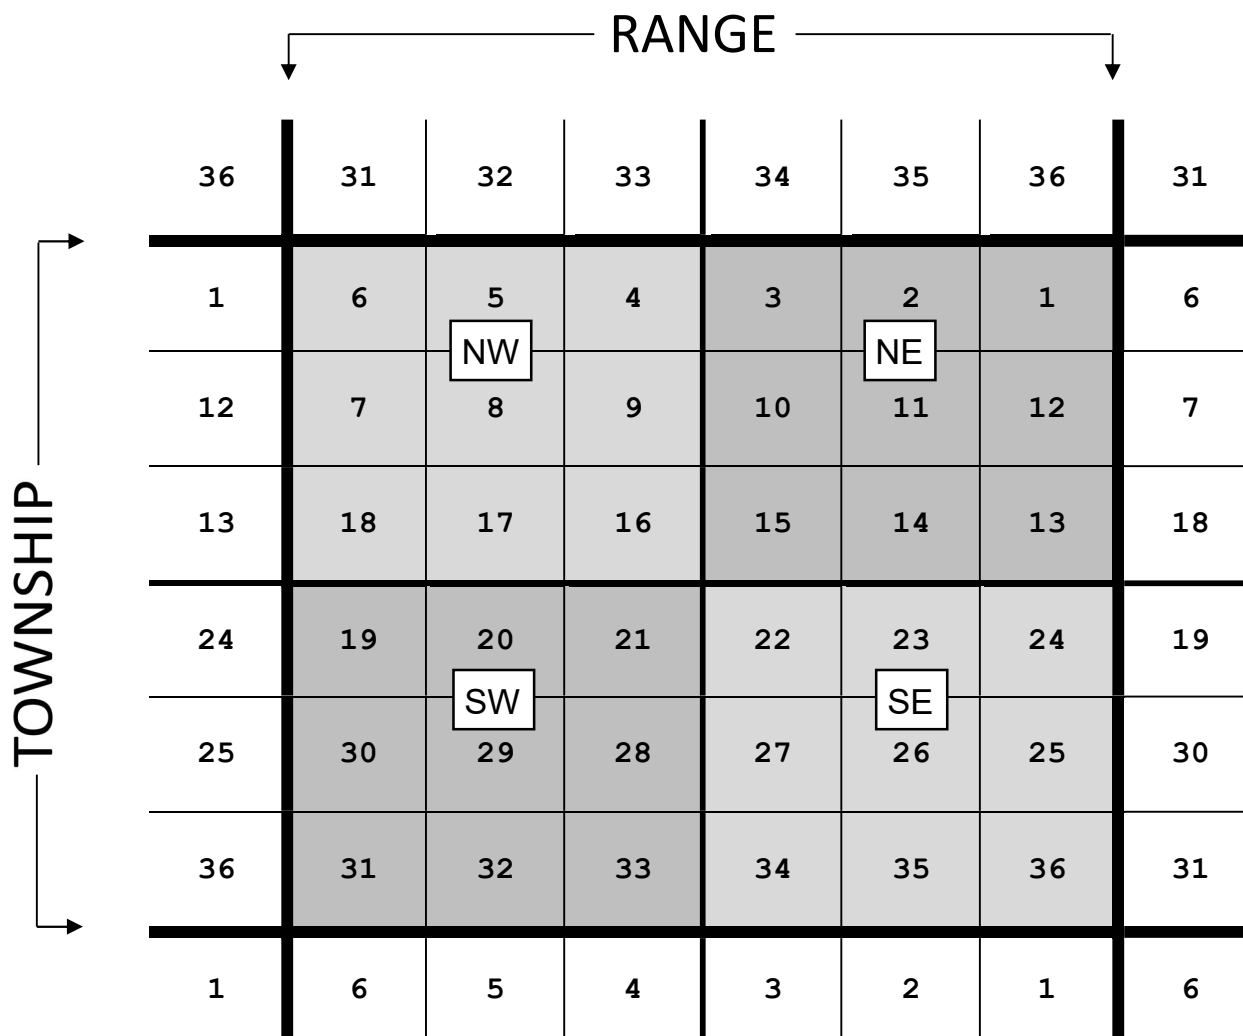 RANGE
36 31 32 33 34 35 36 31
1 6 5 4 3 2 1 6
NW NE
12 7 8 9 10 11 12 7
13 18 17 16 15 14 13 18
TOWNSHIP
24 19 20 21 22 23 24 19
SW SE
25 30 29 28 27 26 25 30
36 31 32 33 34 35 36 31
1 6 5 4 3 2 1 6